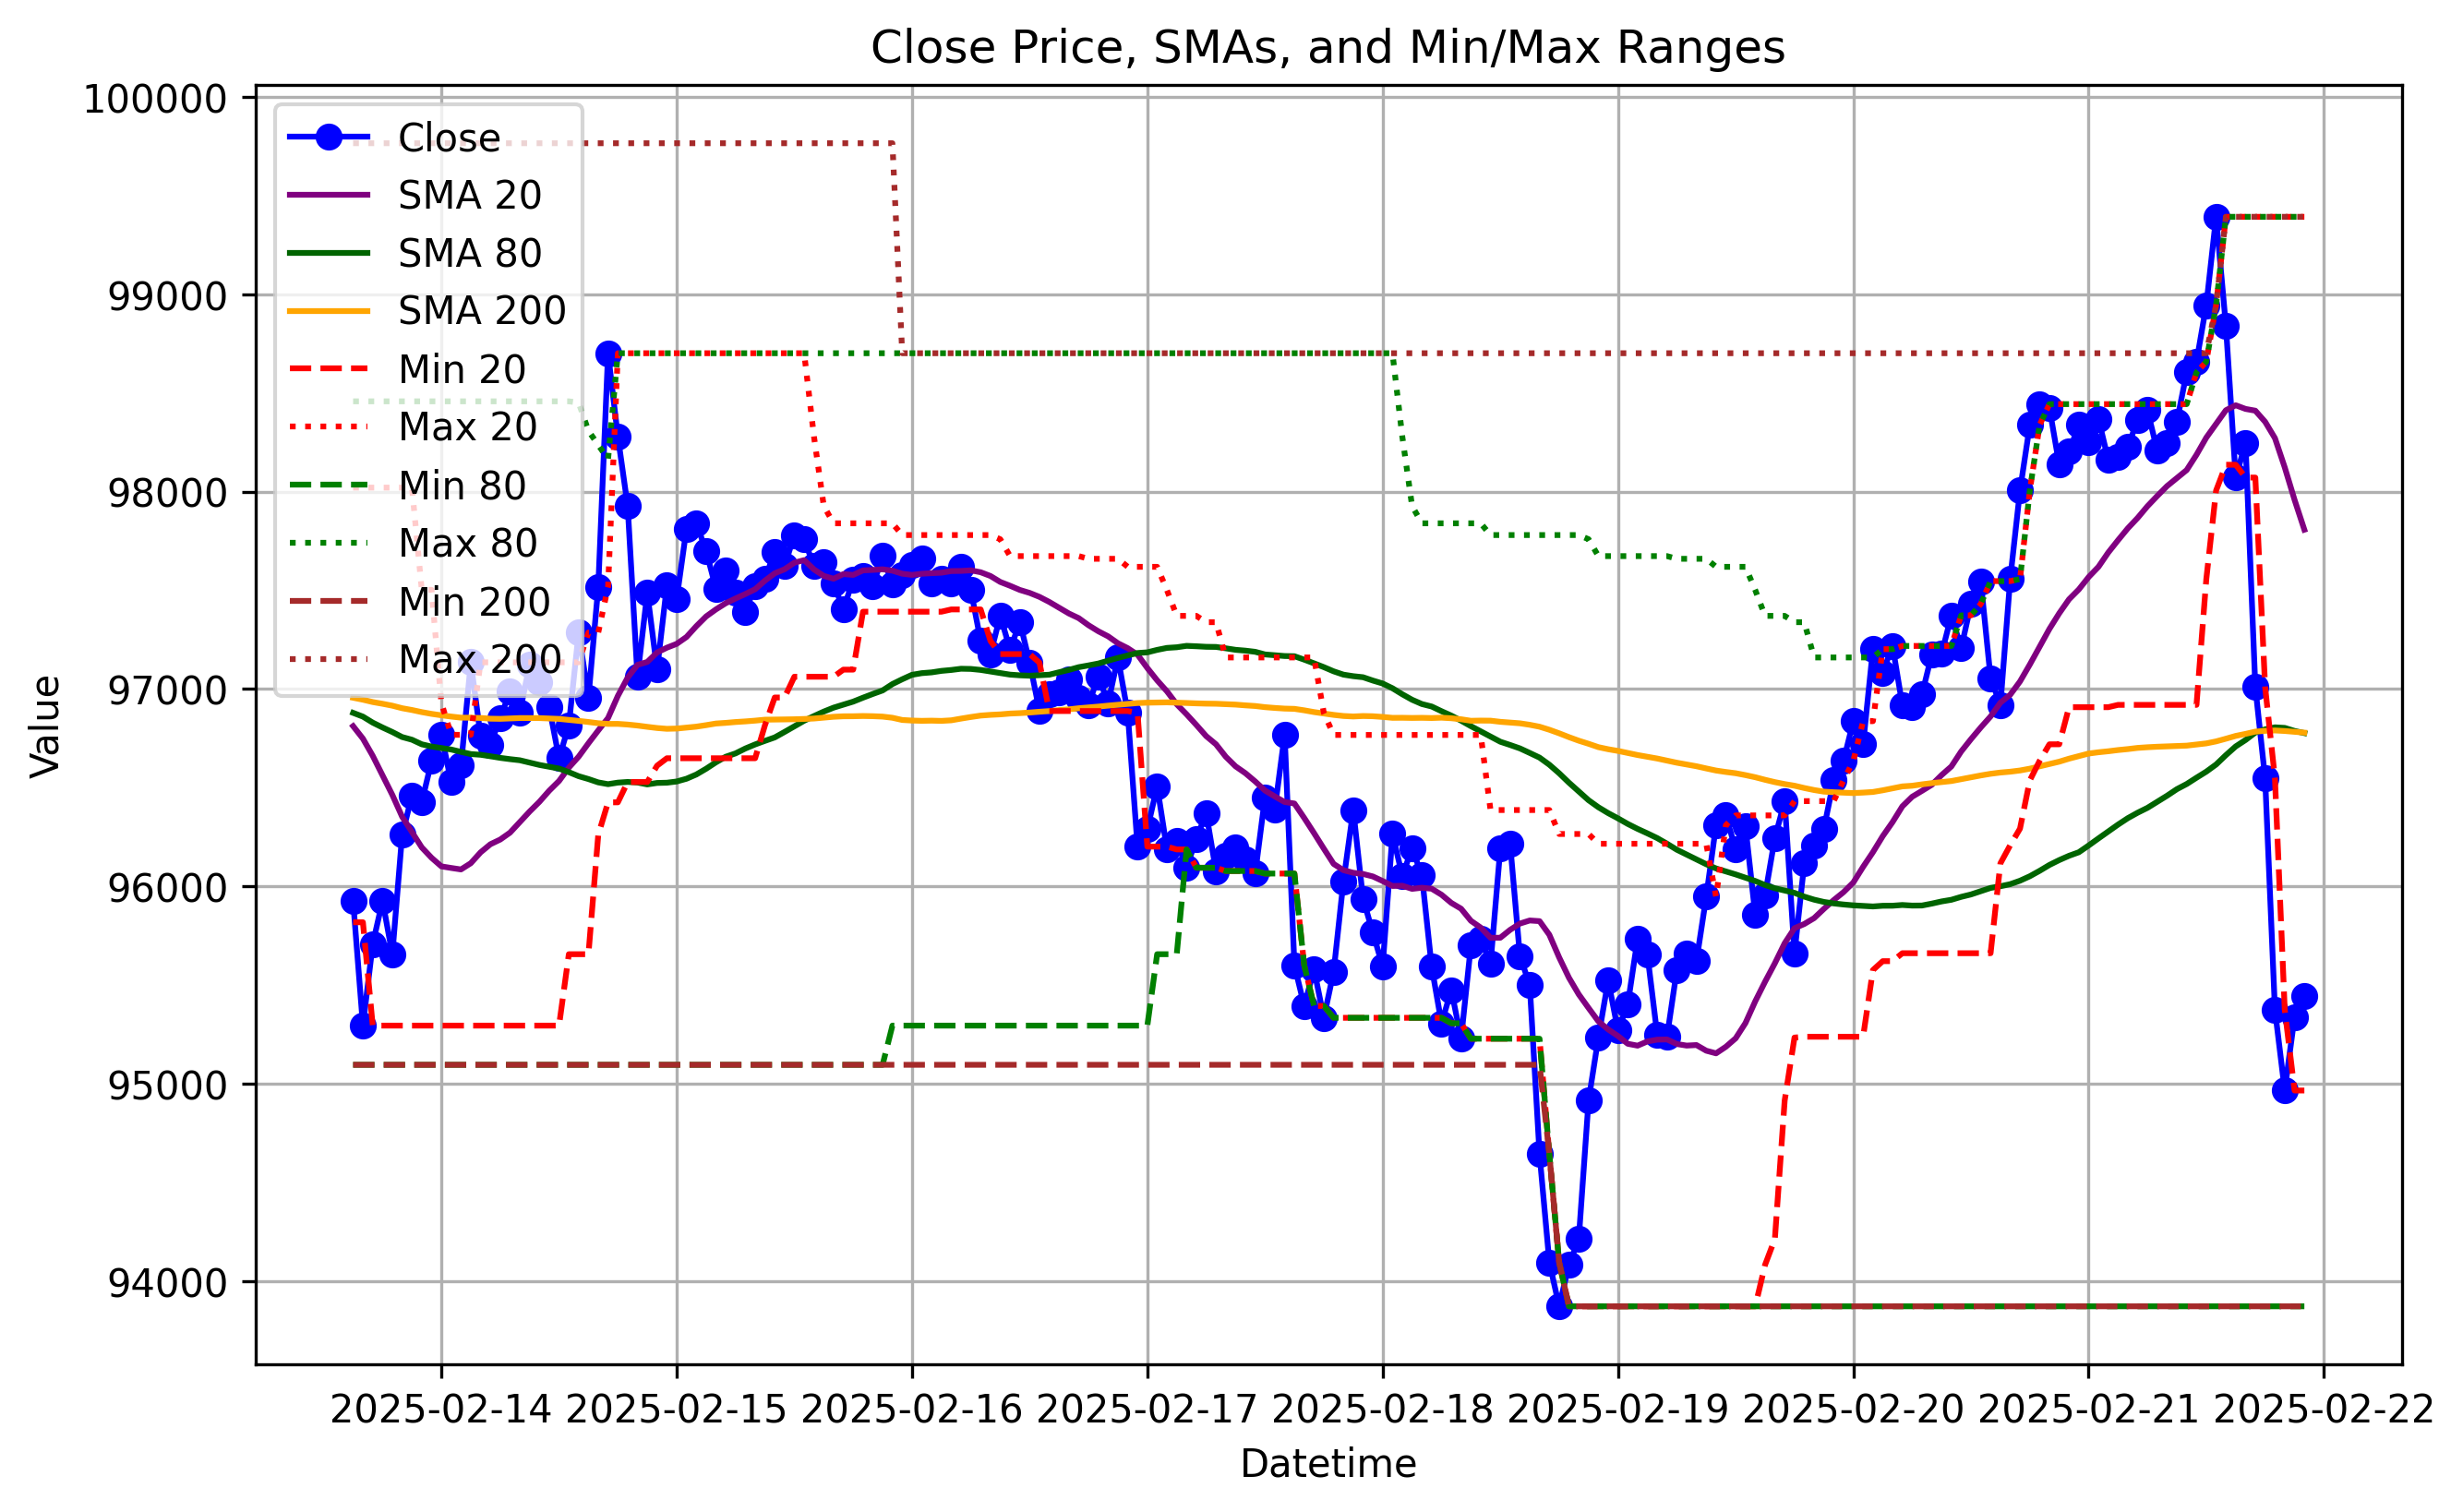 Close Price, SMAs, and Min/Max Ranges
100000
99000
98000
97000
96000
95000
94000
Value
Close
SMA 20
SMA 80
SMA 200
Min 20
Max 20
Min 80
Max 80
Min 200
Max 200
2025-02-14 2025-02-15 2025-02-16 2025-02-17 2025-02-18 2025-02-19 2025-02-20 2025-02-21 2025-02-22
Datetime